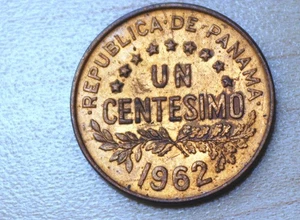 REPUBLICA·DE·PANAMA
UN
CENTESIMO
1962